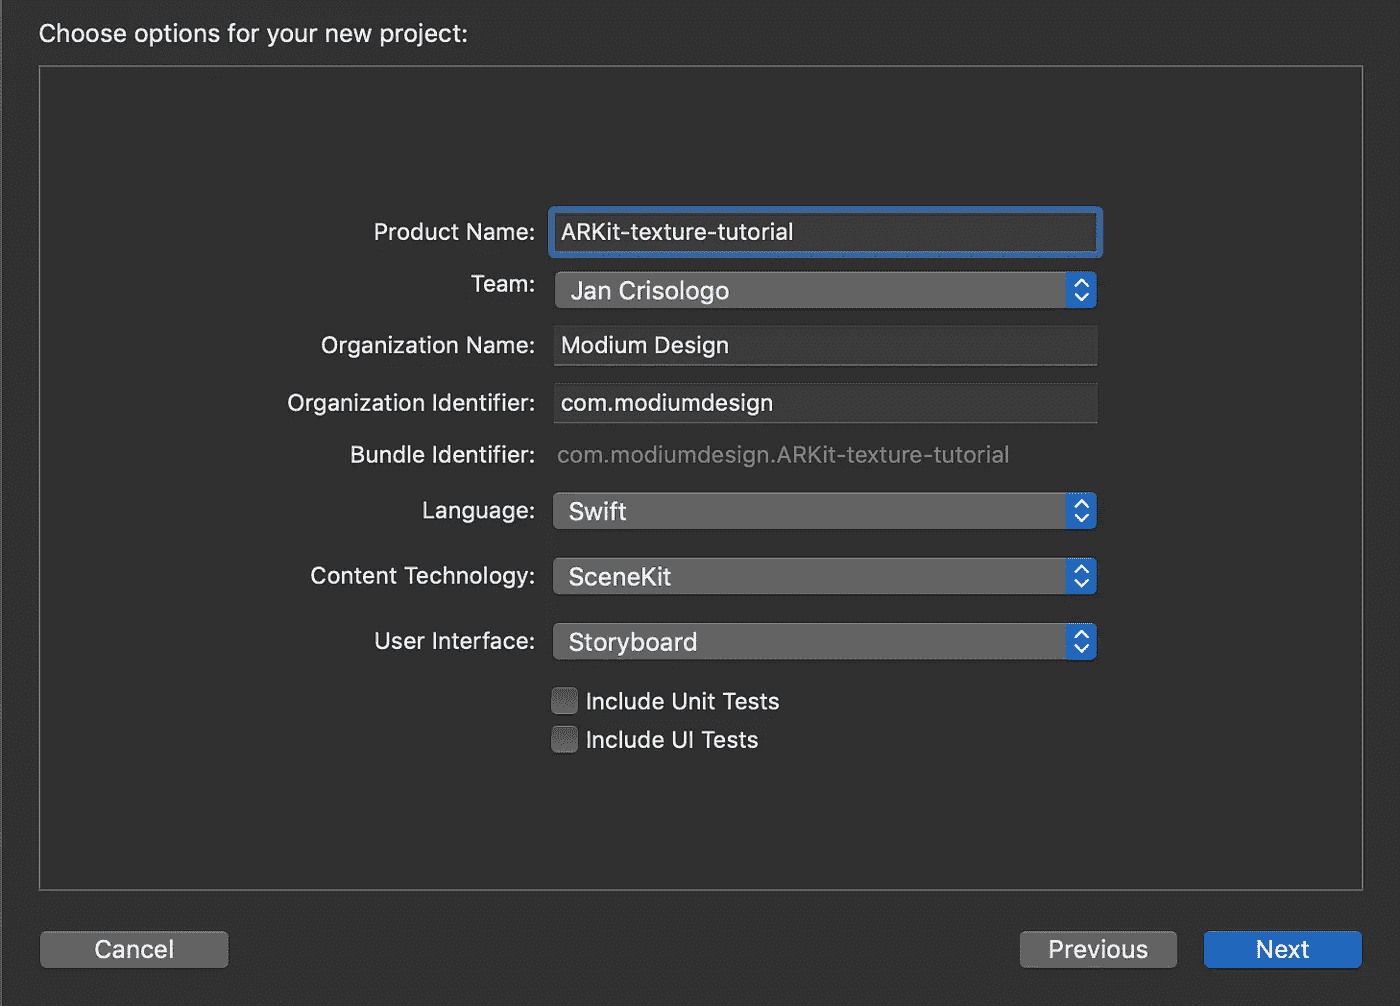 Choose options for your new project:
Product Name: ARKit-texture-tutorial
Team: Jan Crisologo
Organization Name: Modium Design
Organization Identifier: com.modiumdesign
Bundle Identifier: com.modiumdesign.ARKit-texture-tutorial
Language: Swift
Content Technology: SceneKit
User Interface: Storyboard
Include Unit Tests
Include UI Tests
Cancel Previous Next